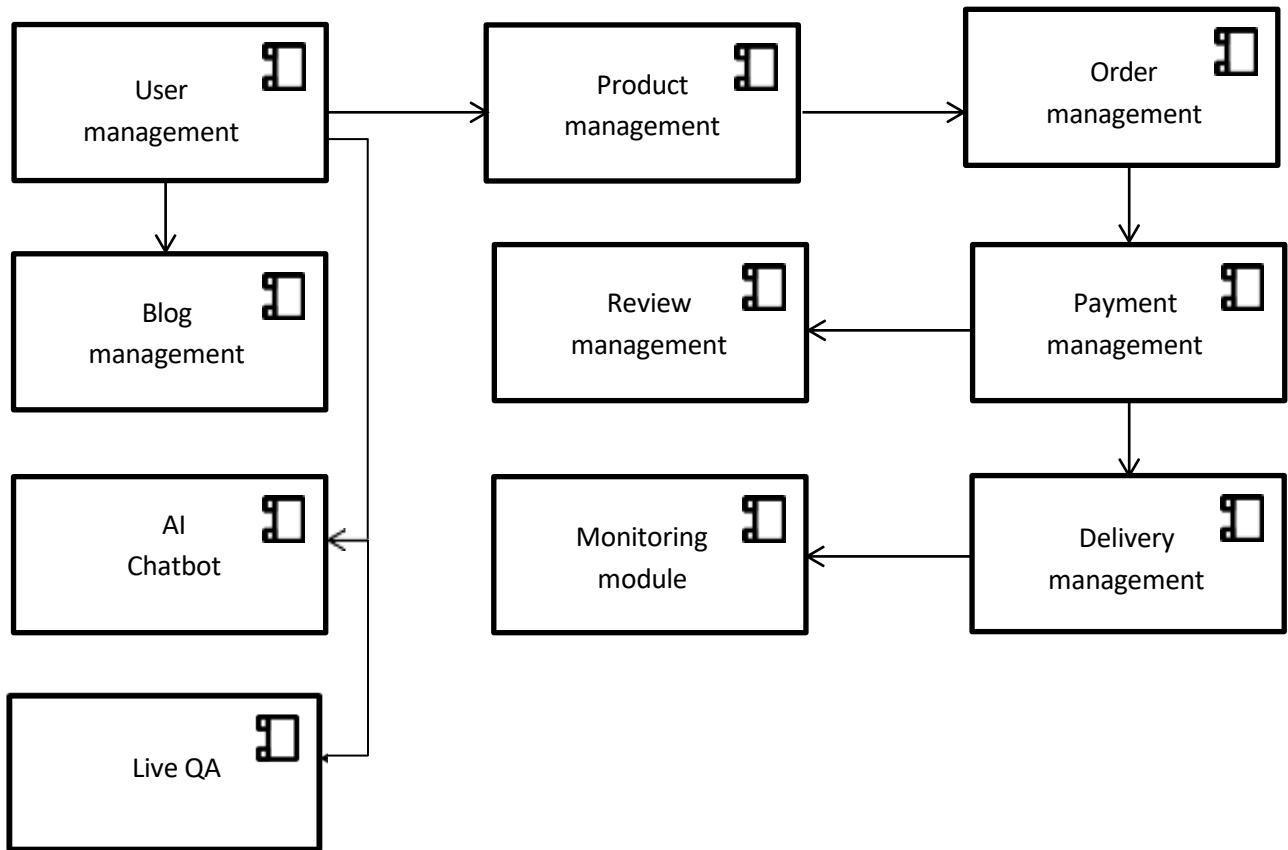 User
management
Product
management
Order
management
Blog
management
Review
management
Payment
management
AI
Chatbot
Monitoring
module
Delivery
management
Live QA